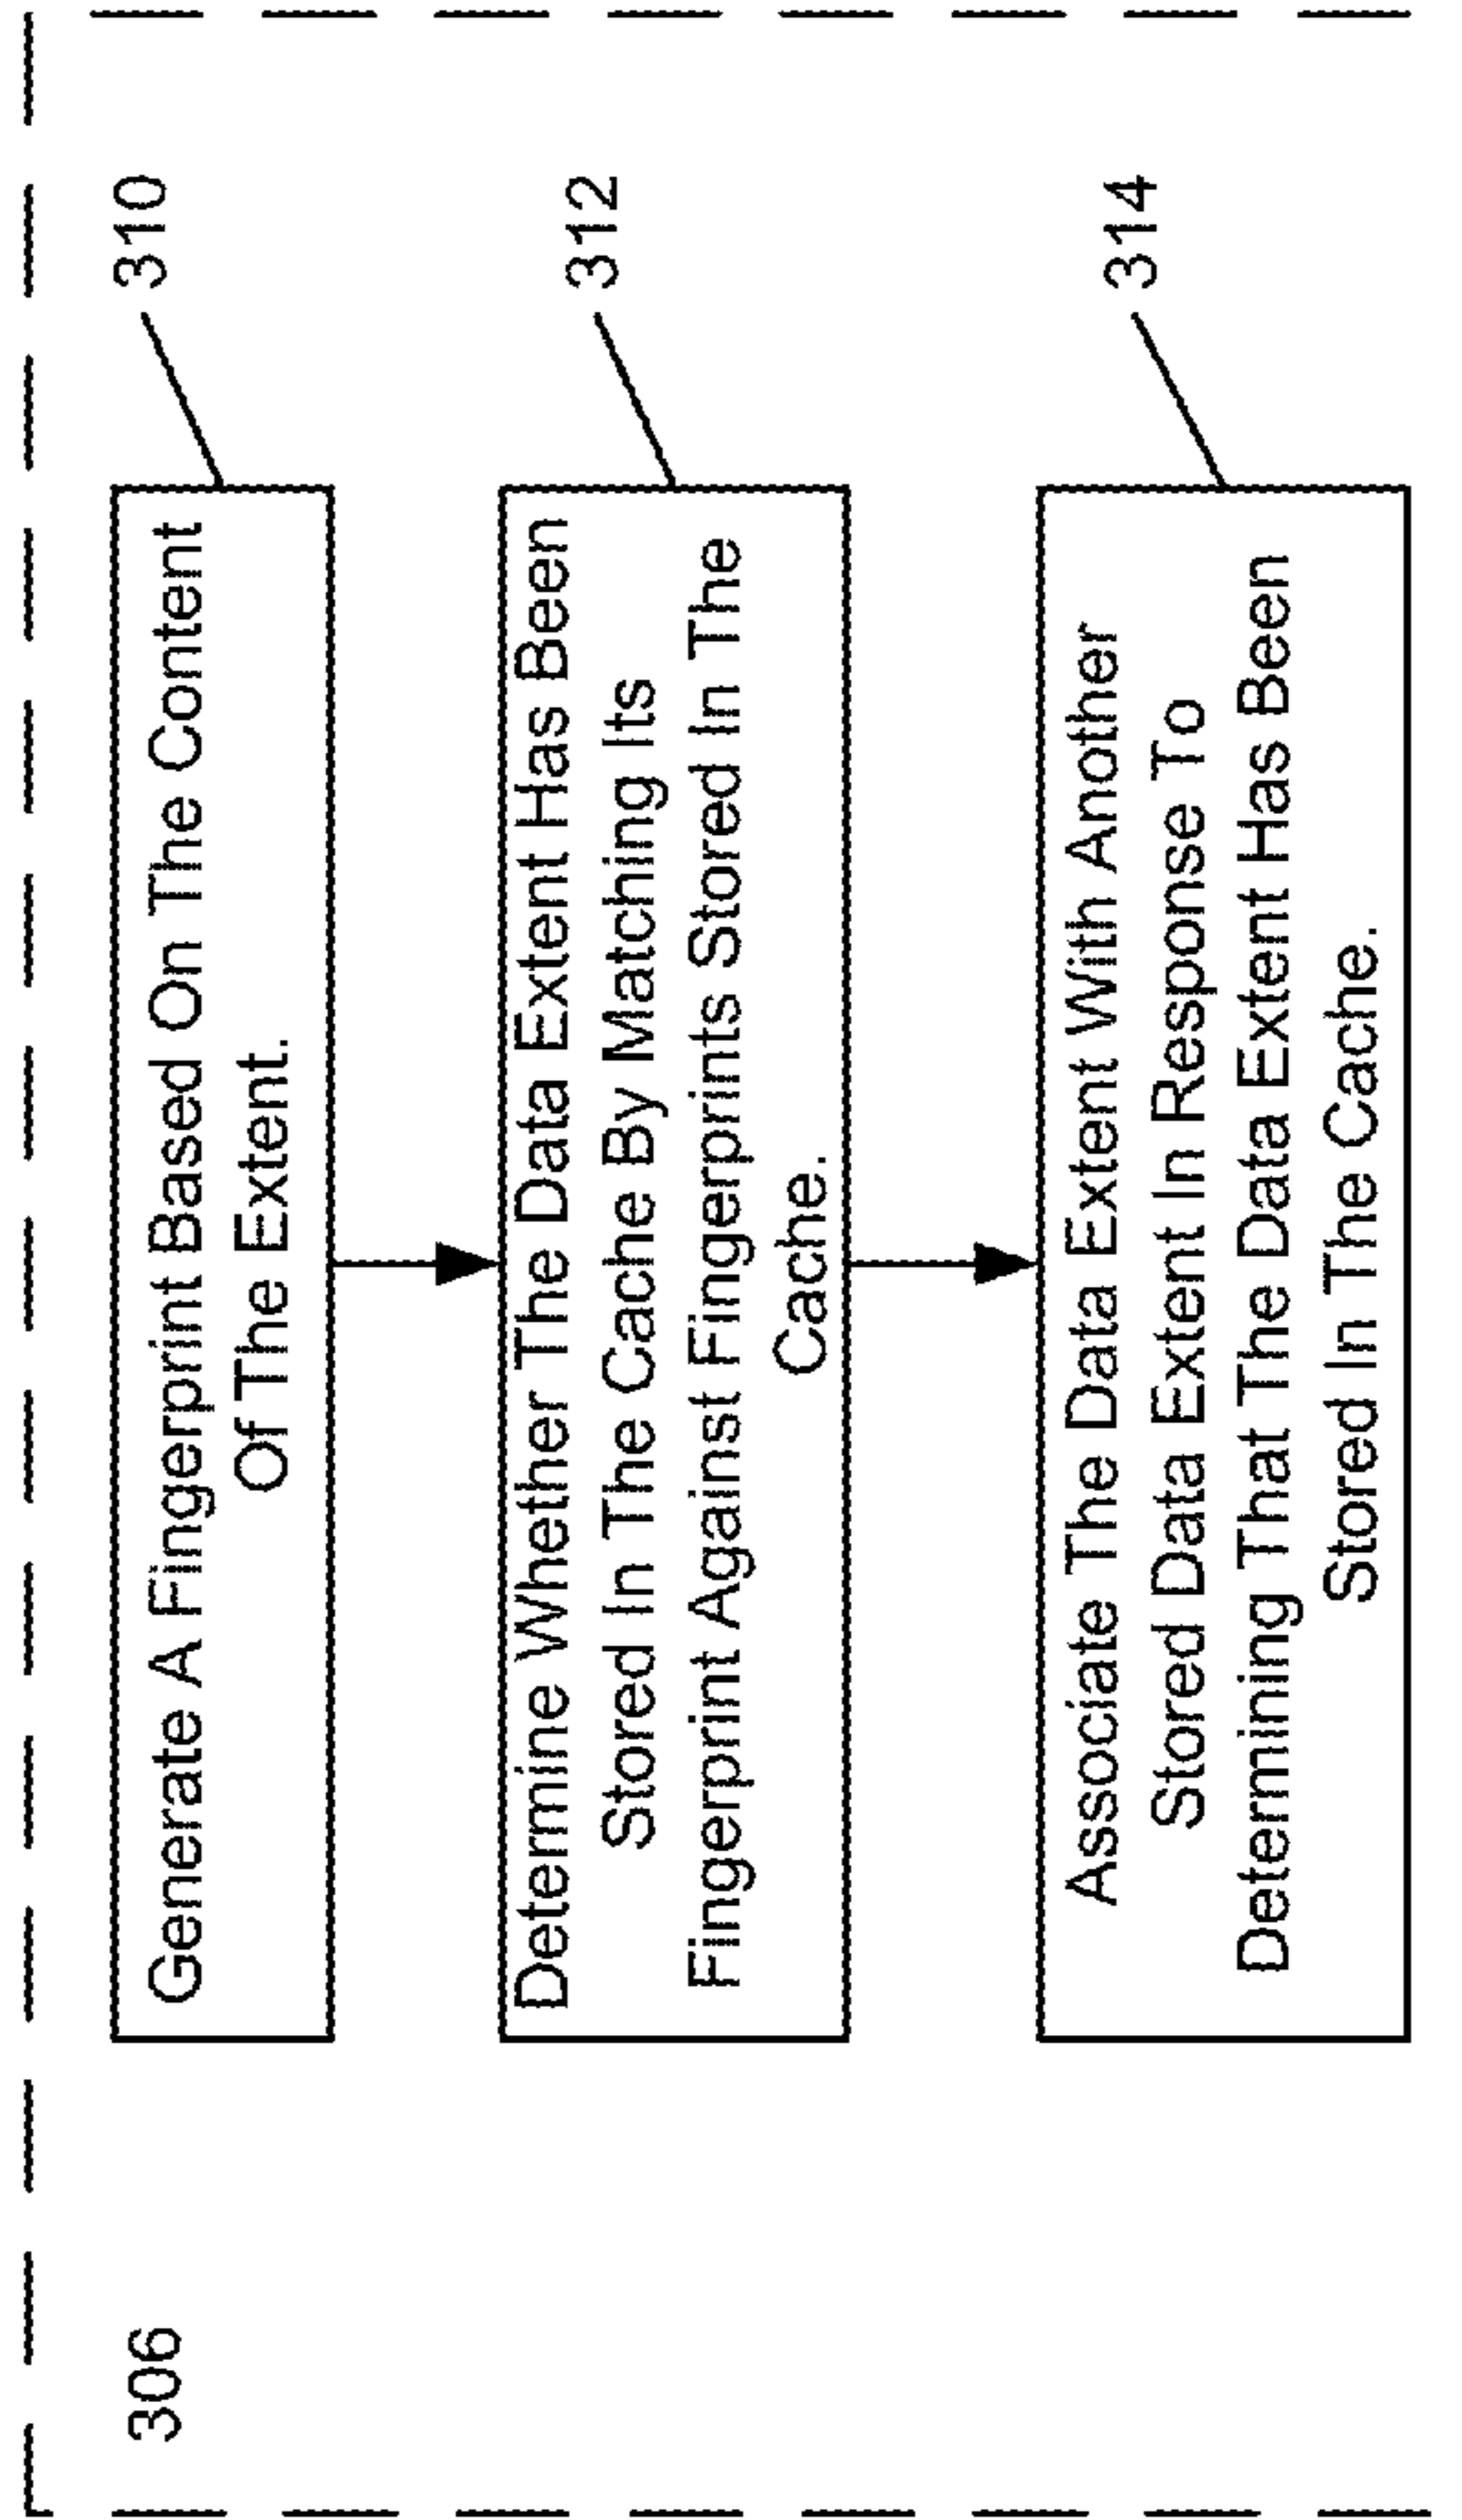 306
310
Generate A Fingerprint Based On The Content
Of The Extent.
312
Determine Whether The Data Extent Has Been
Stored In The Cache By Matching Its
Fingerprint Against Fingerprints Stored In The
Cache.
314
Associate The Data Extent With Another
Stored Data Extent In Response To
Determining That The Data Extent Has Been
Stored In The Cache.